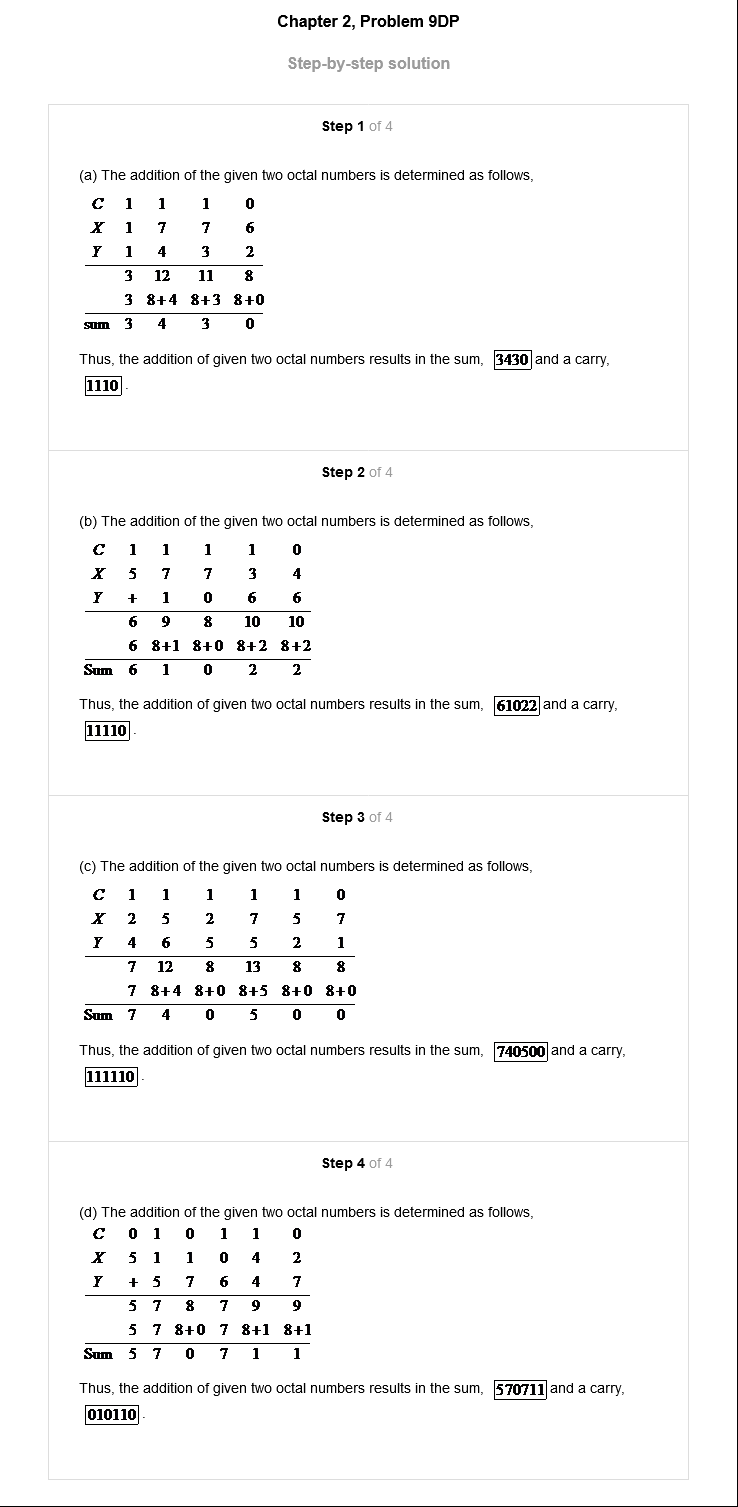 Chapter 2, Problem 9DP
Step-by-step solution
Step 1 of 4
(a) The addition of the given two octal numbers is determined as follows,
C 1 1 1 0
X 1 7 7 6
Y 1 4 3 2
3 12 11 8
3 8+4 8+3 8+0
sum 3 4 3 0
Thus, the addition of given two octal numbers results in the sum, 3430 and a carry,
1110 .
Step 2 of 4
(b) The addition of the given two octal numbers is determined as follows,
C 1 1 1 1 0
X 5 7 7 3 4
Y + 1 0 6 6
6 9 8 10 10
6 8+1 8+0 8+2 8+2
Sum 6 1 0 2 2
Thus, the addition of given two octal numbers results in the sum, 61022 and a carry,
11110 .
Step 3 of 4
(c) The addition of the given two octal numbers is determined as follows,
C 1 1 1 1 1 0
X 2 5 2 7 5 7
Y 4 6 5 5 2 1
7 12 8 13 8 8
7 8+4 8+0 8+5 8+0 8+0
Sum 7 4 0 5 0 0
Thus, the addition of given two octal numbers results in the sum, 740500 and a carry,
111110 .
Step 4 of 4
(d) The addition of the given two octal numbers is determined as follows,
C 0 1 0 1 1 0
X 5 1 1 0 4 2
Y + 5 7 6 4 7
5 7 8 7 9 9
5 7 8+0 7 8+1 8+1
Sum 5 7 0 7 1 1
Thus, the addition of given two octal numbers results in the sum, 570711 and a carry,
010110 .